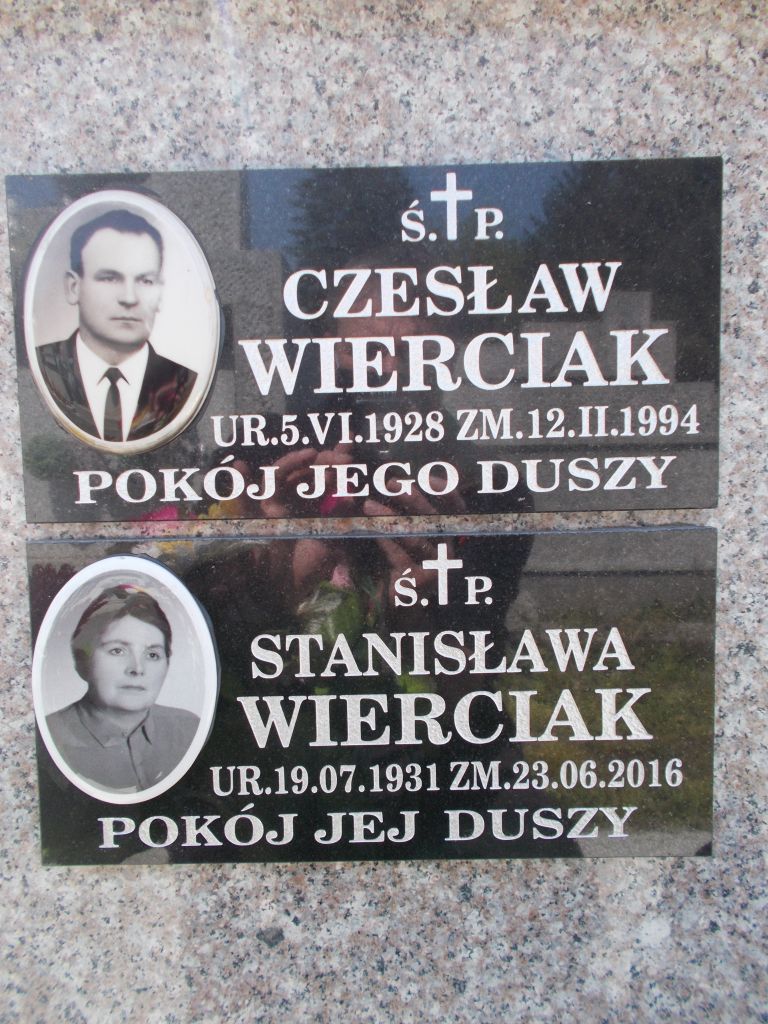 Ś.✝P.
CZESŁAW
WIERCIAK
UR.5.VI.1928 ZM.12.II.1994
POKÓJ JEGO DUSZY
Ś.✝P.
STANISŁAWA
WIERCIAK
UR.19.07.1931 ZM.23.06.2016
POKÓJ JEJ DUSZY